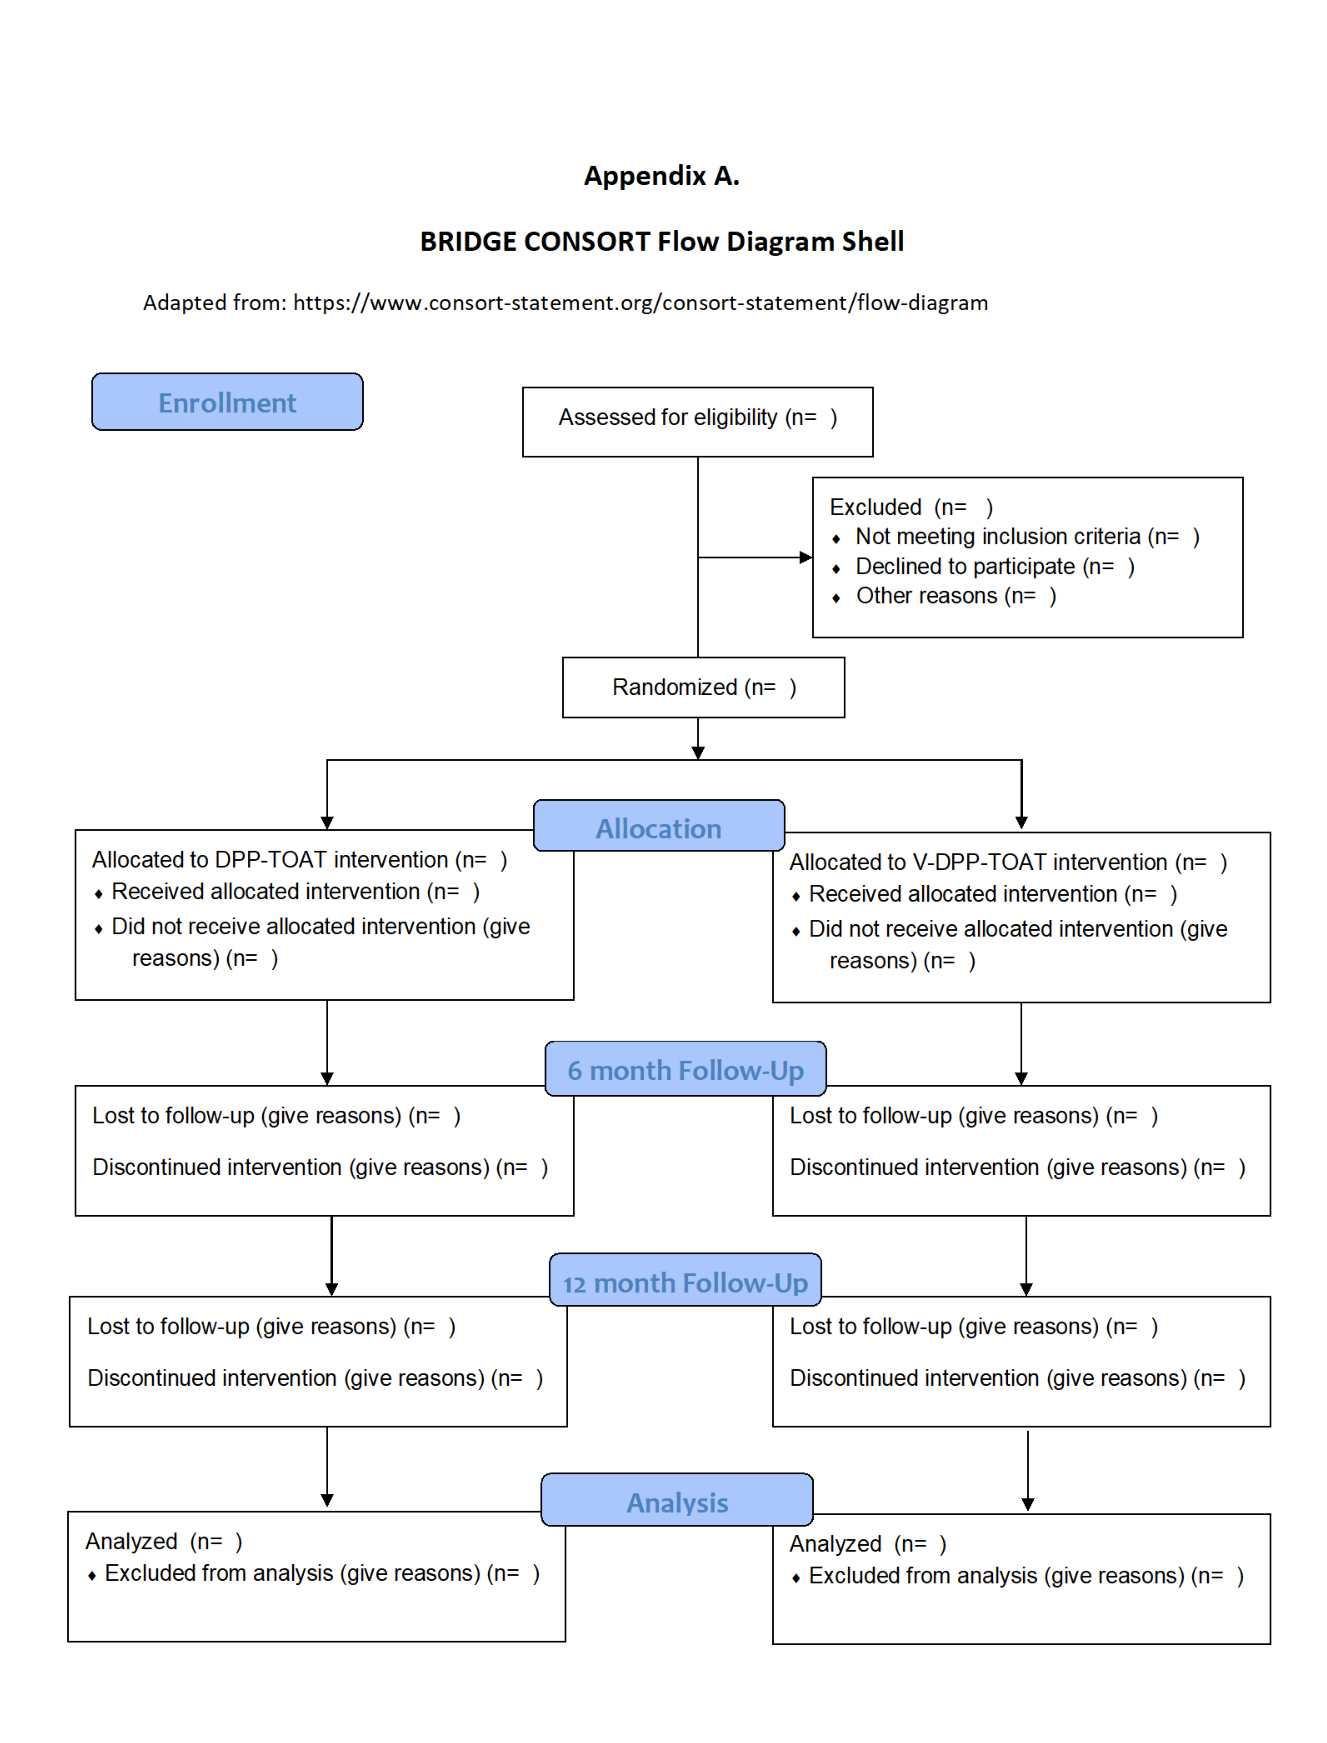 Appendix A.
BRIDGE CONSORT Flow Diagram Shell
Adapted from: https://www.consort-statement.org/consort-statement/flow-diagram
Enrollment
Assessed for eligibility (n=  )
Excluded  (n=   )
♦ Not meeting inclusion criteria (n=  )
♦ Declined to participate (n=  )
♦ Other reasons (n=  )
Randomized (n=  )
Allocation
Allocated to DPP-TOAT intervention (n=  )
♦ Received allocated intervention (n=  )
♦ Did not receive allocated intervention (give
reasons) (n=  )
Allocated to V-DPP-TOAT intervention (n=  )
♦ Received allocated intervention (n=  )
♦ Did not receive allocated intervention (give
reasons) (n=  )
6 month Follow-Up
Lost to follow-up (give reasons) (n=  )
Discontinued intervention (give reasons) (n=  )
Lost to follow-up (give reasons) (n=  )
Discontinued intervention (give reasons) (n=  )
12 month Follow-Up
Lost to follow-up (give reasons) (n=  )
Discontinued intervention (give reasons) (n=  )
Lost to follow-up (give reasons) (n=  )
Discontinued intervention (give reasons) (n=  )
Analysis
Analyzed  (n=  )
♦ Excluded from analysis (give reasons) (n=  )
Analyzed  (n=  )
♦ Excluded from analysis (give reasons) (n=  )